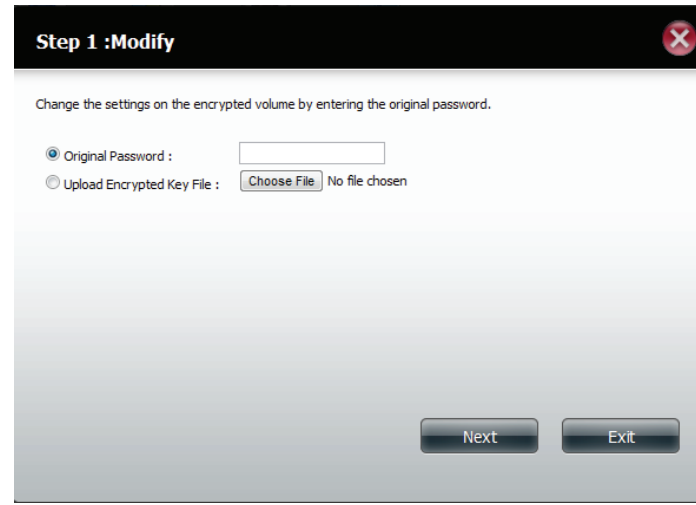 Step 1 :Modify
Change the settings on the encrypted volume by entering the original password.
Original Password :
Upload Encrypted Key File : Choose File No file chosen
Next Exit